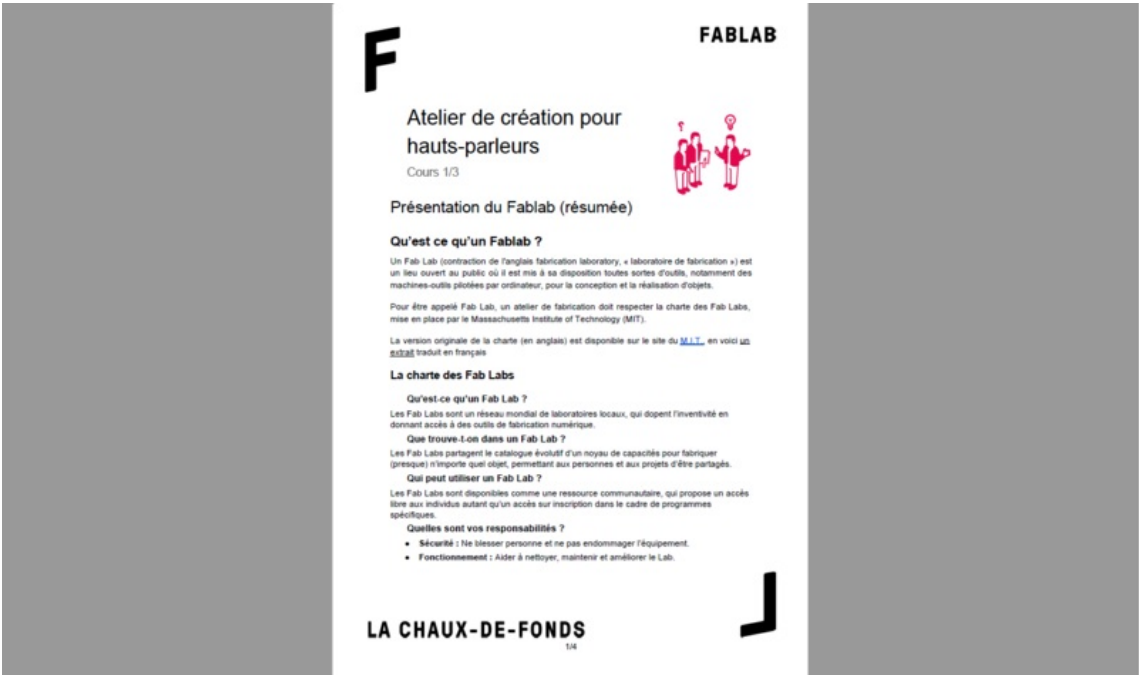 F
FABLAB
Atelier de création pour
hauts-parleurs
Cours 1/3
?
Présentation du Fablab (résumée)
Qu'est ce qu'un Fablab ?
Un Fab Lab (contraction de l'anglais fabrication laboratory, « laboratoire de fabrication ») est
un lieu ouvert au public où il est mis à sa disposition toutes sortes d'outils, notamment des
machines-outils pilotées par ordinateur, pour la conception et la réalisation d'objets.
Pour être appelé Fab Lab, un atelier de fabrication doit respecter la charte des Fab Labs,
mise en place par le Massachusetts Institute of Technology (MIT).
La version originale de la charte (en anglais) est disponible sur le site du M.I.T. en voici un
extrait traduit en français
La charte des Fab Labs
Qu'est-ce qu'un Fab Lab ?
Les Fab Labs sont un réseau mondial de laboratoires locaux, qui dopent l'inventivité en
donnant accès à des outils de fabrication numérique.
Que trouve-t-on dans un Fab Lab ?
Les Fab Labs partagent le catalogue évolutif d'un noyau de capacités pour fabriquer
(presque) n'importe quel objet, permettant aux personnes et aux projets d'être partagés.
Qui peut utiliser un Fab Lab ?
Les Fab Labs sont disponibles comme une ressource communautaire, qui propose un accès
libre aux individus autant qu'un accès sur inscription dans le cadre de programmes
spécifiques.
Quelles sont vos responsabilités ?
• Sécurité : Ne blesser personne et ne pas endommager l'équipement.
• Fonctionnement : Aider à nettoyer, maintenir et améliorer le Lab.
L
LA CHAUX-DE-FONDS
1/4